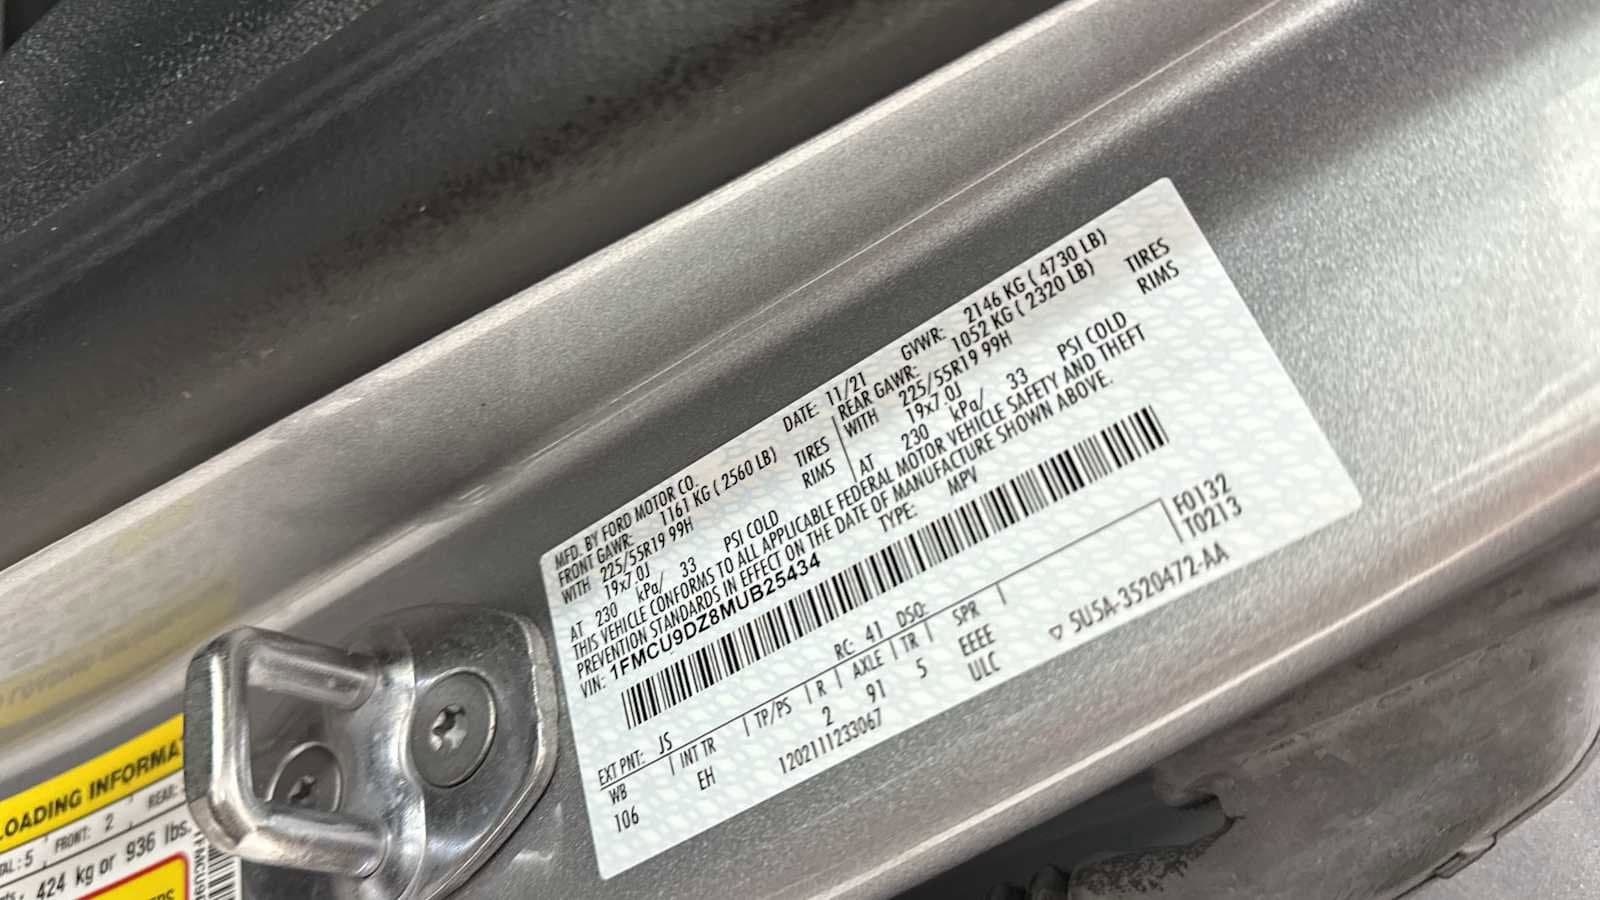 MFD. BY FORD MOTOR CO. DATE: 11/21 GVWR: 2146 KG ( 4730 LB)
FRONT GAWR: 1161 KG ( 2560 LB) REAR GAWR: 1052 KG ( 2320 LB)
WITH 225/55R19 99H TIRES WITH 225/55R19 99H TIRES
19x7.0J RIMS 19x7.0J RIMS
AT 230 kPa/ 33 PSI COLD AT 230 kPa/ 33 PSI COLD
THIS VEHICLE CONFORMS TO ALL APPLICABLE FEDERAL MOTOR VEHICLE SAFETY AND THEFT
PREVENTION STANDARDS IN EFFECT ON THE DATE OF MANUFACTURE SHOWN ABOVE.
VIN: 1FMCU9DZ8MUB25434 TYPE: MPV
F0132
T0213
EXT PNT: JS RC: 41 DSO:
WB INT TR TP/PS R AXLE TR SPR
106 EH 2 91 5 EEEE
1202111233067 ULC
▽ 5U5A-3520472-AA
LOADING INFORMA
AL: 5 FRONT: 2 REAR:
424 kg or 936 lbs.